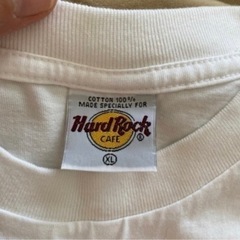 COTTON 100%
MADE SPECIALLY FOR
Hard Rock
CAFE
XL